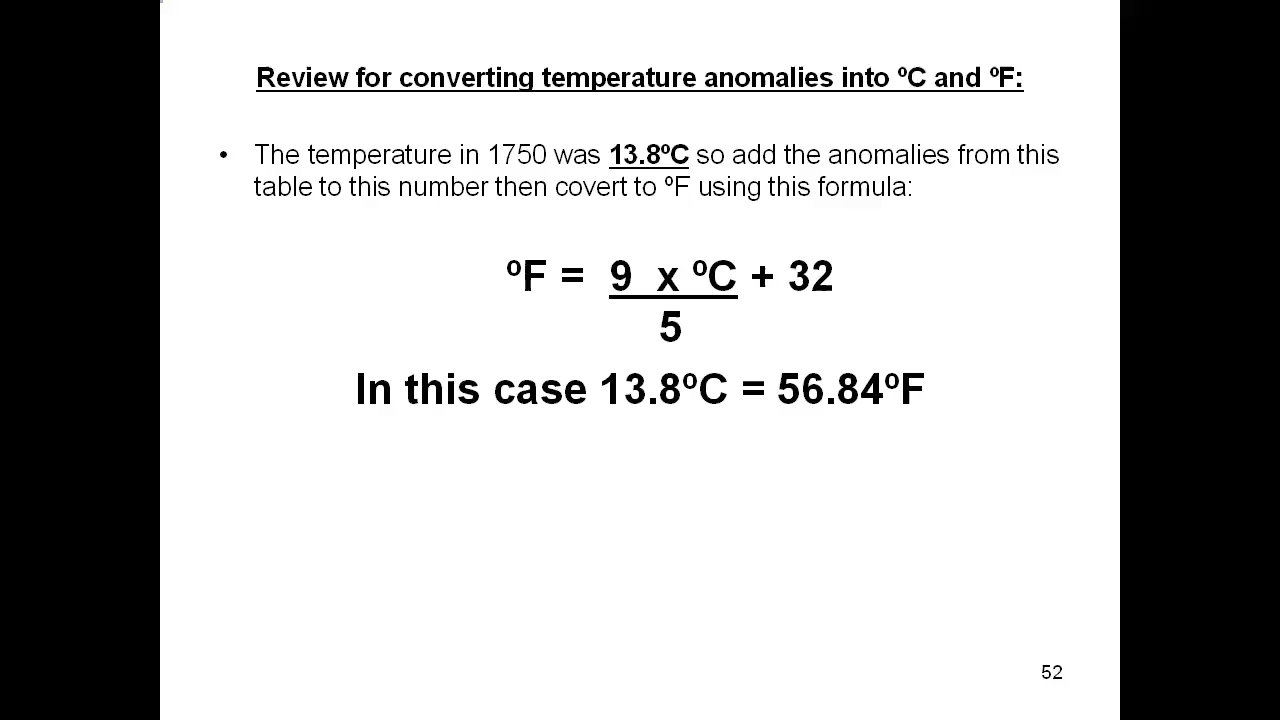 Review for converting temperature anomalies into ºC and ºF:
• The temperature in 1750 was 13.8ºC so add the anomalies from this
table to this number then covert to ºF using this formula:
ºF = 9 x ºC + 32
5
In this case 13.8ºC = 56.84ºF
52